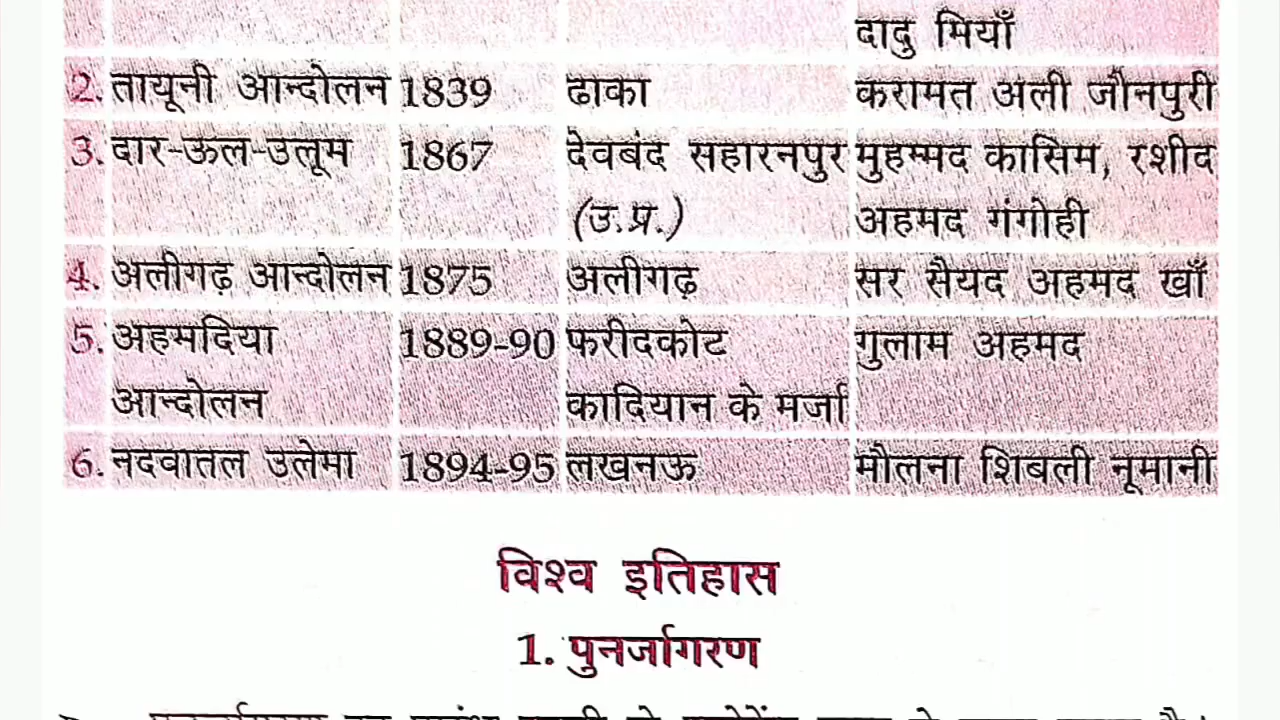 दादु मियाँ
2. तायूनी आन्दोलन 1839 ढाका करामत अली जौनपुरी
3. दार-ऊल-उलूम 1867 देवबंद सहारनपुर मुहम्मद कासिम, रशीद
(उ.प्र.) अहमद गंगोही
4. अलीगढ़ आन्दोलन 1875 अलीगढ़ सर सैयद अहमद खाँ
5. अहमदिया 1889-90 फरीदकोट गुलाम अहमद
आन्दोलन कादियान के मर्जा
6. नदवातल उलेमा 1894-95 लखनऊ मौलना शिबली नूमानी
विश्व इतिहास
1. पुनर्जागरण